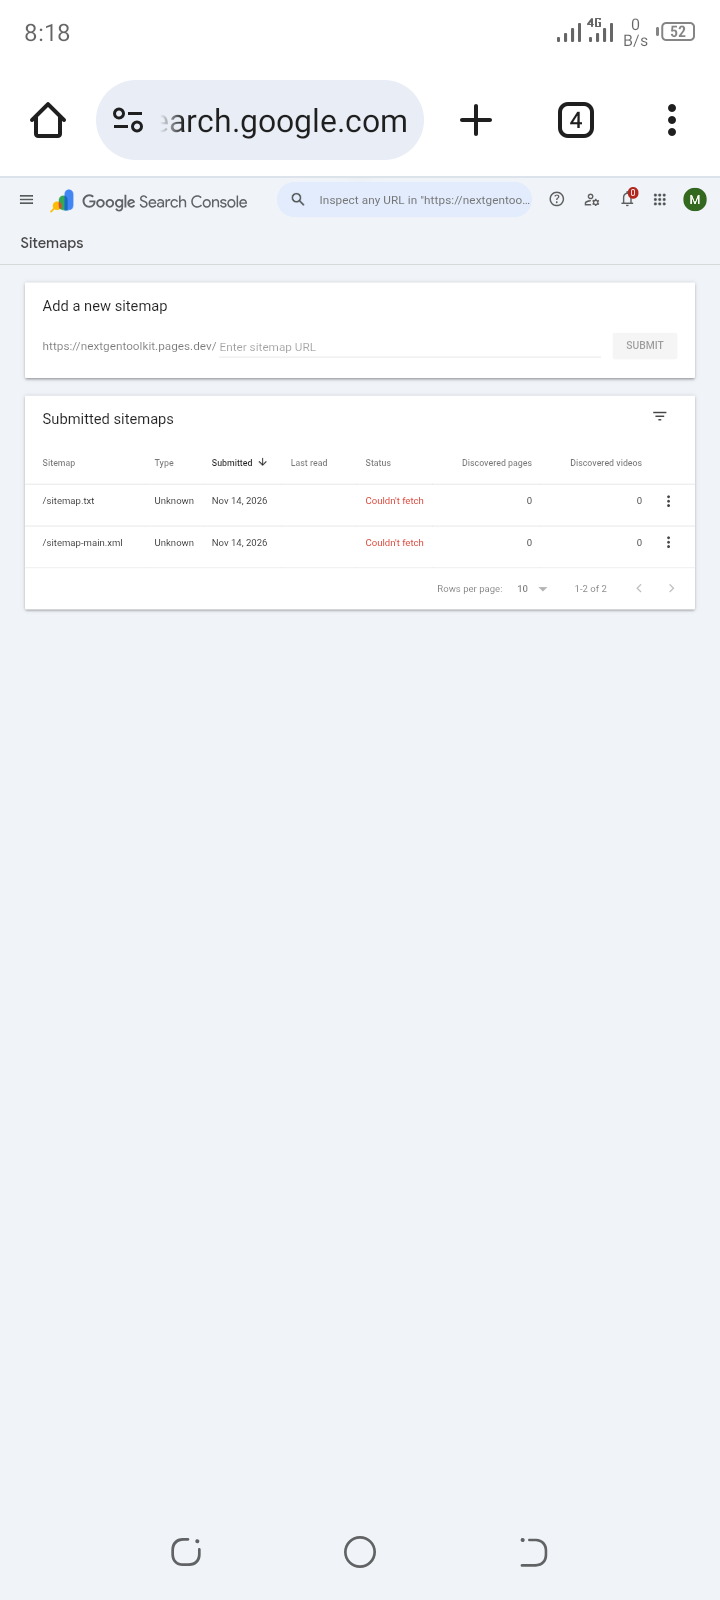 8:18
4G
0
B/s
52
earch.google.com
4
Google Search Console
Inspect any URL in "https://nextgentoo...
0
M
Sitemaps
Add a new sitemap
https://nextgentoolkit.pages.dev/ Enter sitemap URL
SUBMIT
Submitted sitemaps
Sitemap Type Submitted Last read Status Discovered pages Discovered videos
/sitemap.txt Unknown Nov 14, 2026 Couldn't fetch 0 0
/sitemap-main.xml Unknown Nov 14, 2026 Couldn't fetch 0 0
Rows per page: 10 1-2 of 2